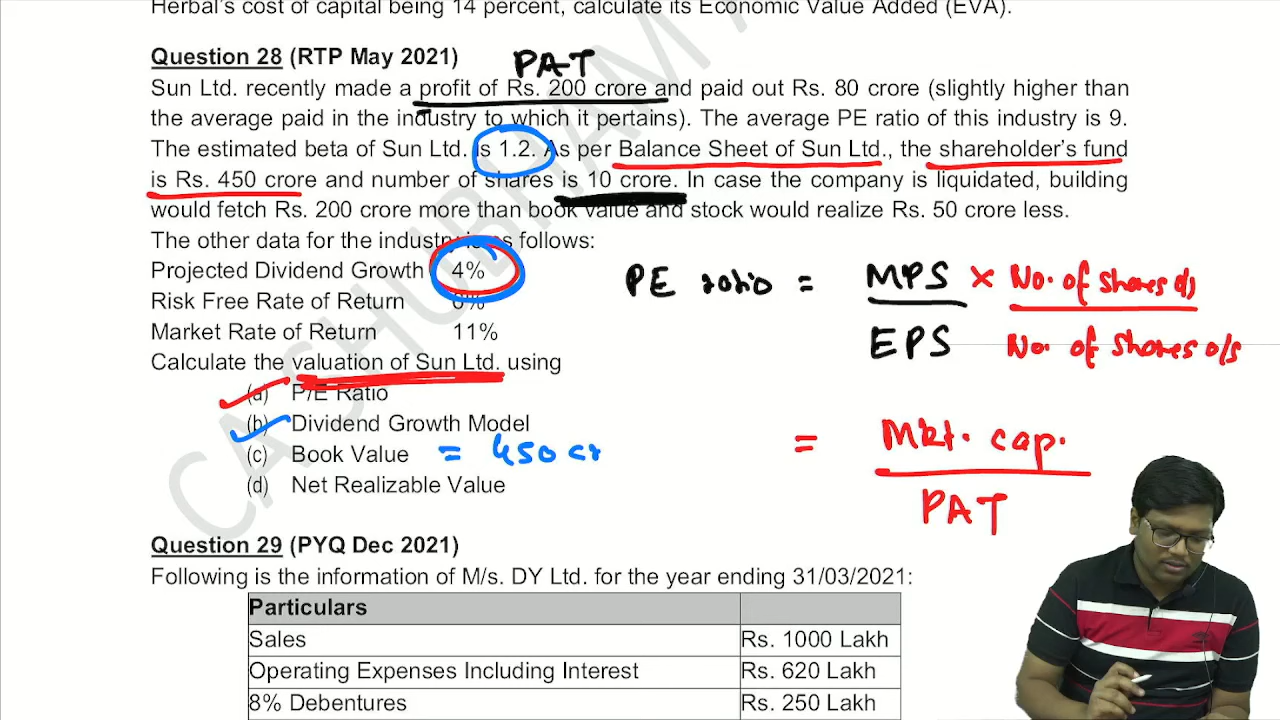 Herbal's cost of capital being 14 percent, calculate its Economic Value Added (EVA).
Question 28 (RTP May 2021)
PAT
Sun Ltd. recently made a profit of Rs. 200 crore and paid out Rs. 80 crore (slightly higher than
the average paid in the industry to which it pertains). The average PE ratio of this industry is 9.
The estimated beta of Sun Ltd. is 1.2. As per Balance Sheet of Sun Ltd., the shareholder's fund
is Rs. 450 crore and number of shares is 10 crore. In case the company is liquidated, building
would fetch Rs. 200 crore more than book value and stock would realize Rs. 50 crore less.
The other data for the industry is as follows:
Projected Dividend Growth 4%
Risk Free Rate of Return 6%
Market Rate of Return 11%
Calculate the valuation of Sun Ltd. using
(a) P/E Ratio
(b) Dividend Growth Model
(c) Book Value = 450 cr
(d) Net Realizable Value
PE ratio = MPS × No. of shares o/s
EPS No. of shares o/s
= Mkt. cap.
PAT
Question 29 (PYQ Dec 2021)
Following is the information of M/s. DY Ltd. for the year ending 31/03/2021:
Particulars
Sales Rs. 1000 Lakh
Operating Expenses Including Interest Rs. 620 Lakh
8% Debentures Rs. 250 Lakh